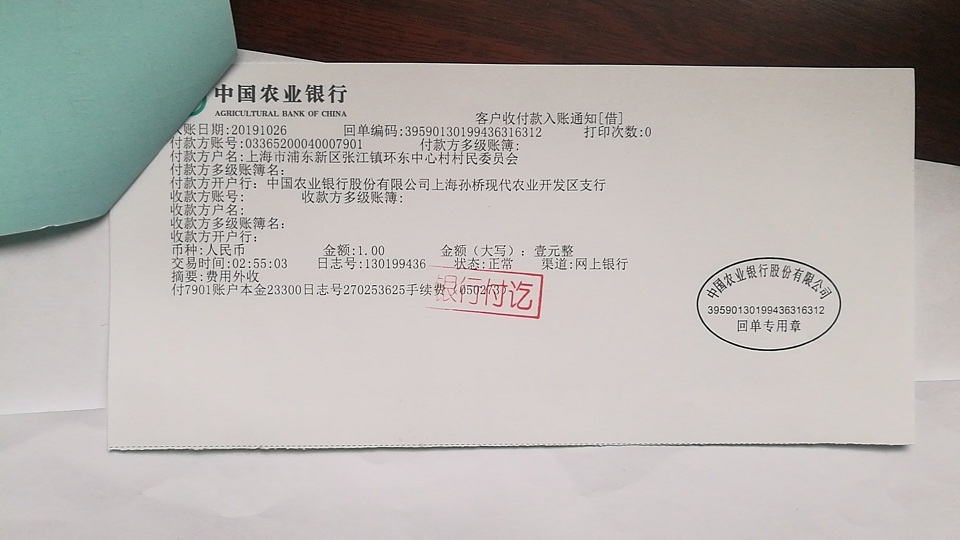 中国农业银行
AGRICULTURAL BANK OF CHINA
客户收付款入账通知[借]
账日期:20191026 回单编码:39590130199436316312 打印次数:0
付款方账号:03365200040007901 付款方多级账簿:
付款方户名:上海市浦东新区张江镇环东中心村村民委员会
付款方多级账簿名:
付款方开户行: 中国农业银行股份有限公司上海孙桥现代农业开发区支行
收款方账号: 收款方多级账簿:
收款方户名:
收款方多级账簿名:
收款方开户行:
币种:人民币 金额:1.00 金额（大写）: 壹元整
交易时间:02:55:03 日志号:130199436 状态:正常 渠道:网上银行
摘要:费用外收
付7901账户本金23300日志号270253625手续费
银行付讫
中国农业银行股份有限公司
39590130199436316312
回单专用章